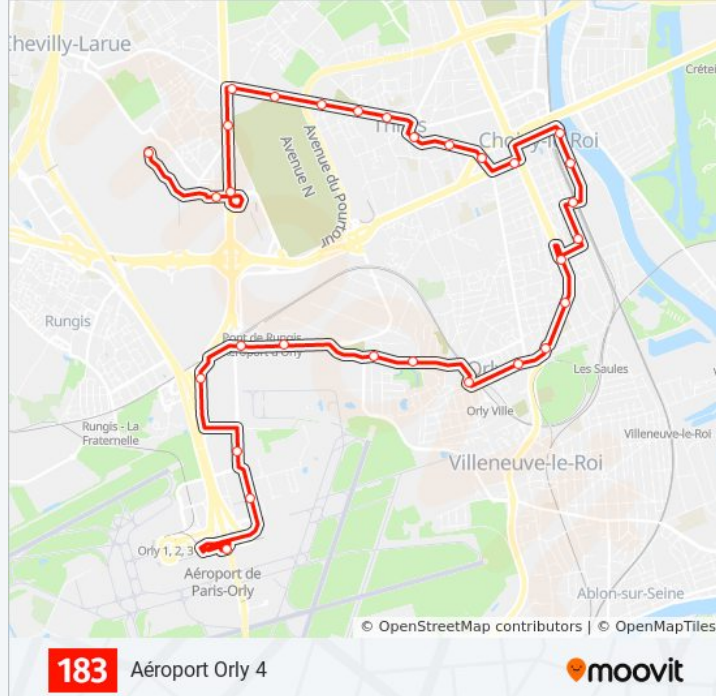 Chevilly-Larue
Crétei
Thiais
Choisy-le-Roi
Avenue du Pourtour
Avenue N
Rungis
Pont de Rungis
Aéroport d'Orly
Orly
Les Saules
Orly Ville
Rungis - La
Fraternelle
Villeneuve-le-Roi
Villeneuve-le-Roi
Orly 1, 2, 3
Aéroport de
Paris-Orly
Ablon-sur-Seine
© OpenStreetMap contributors | © OpenMapTiles
183
Aéroport Orly 4
moovit